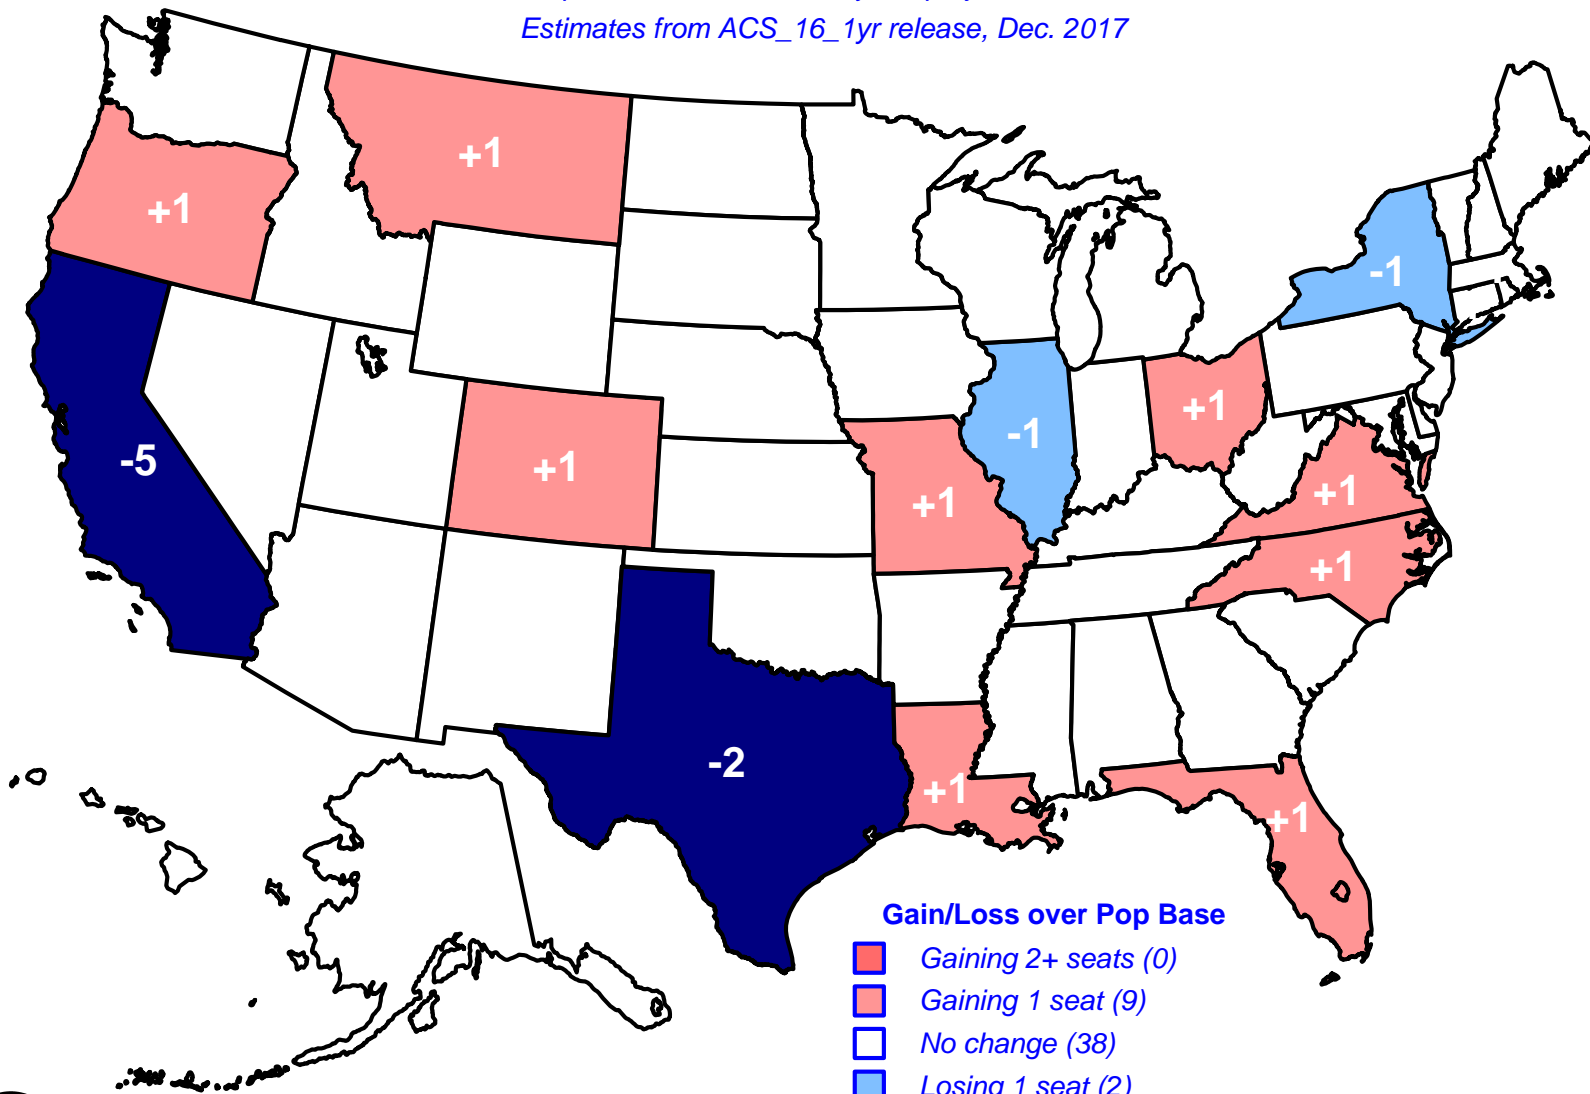 Estimates from ACS_16_1yr release, Dec. 2017
+1
+1
-1
-5
+1
+1
-1
+1
+1
+1
-2
+1
+1
Gain/Loss over Pop Base
Gaining 2+ seats (0)
Gaining 1 seat (9)
No change (38)
Losing 1 seat (2)